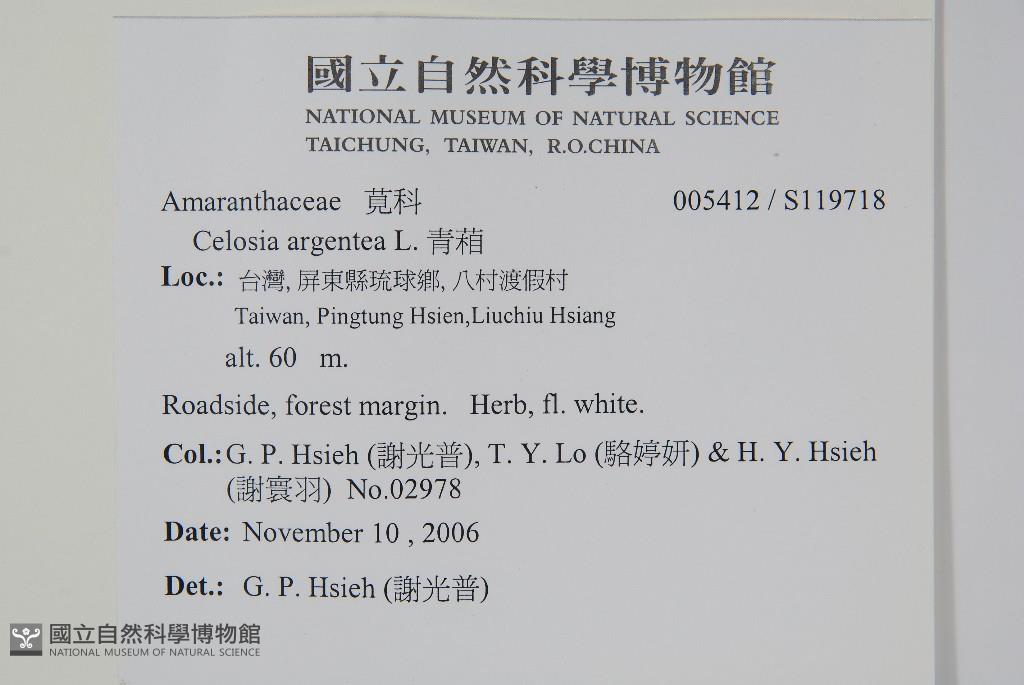 國立自然科學博物館
NATIONAL MUSEUM OF NATURAL SCIENCE
TAICHUNG, TAIWAN, R.O.CHINA
Amaranthaceae 莧科 005412 / S119718
Celosia argentea L. 青葙
Loc.: 台灣, 屏東縣琉球鄉, 八村渡假村
Taiwan, Pingtung Hsien,Liuchiu Hsiang
alt. 60 m.
Roadside, forest margin. Herb, fl. white.
Col.: G. P. Hsieh (謝光普), T. Y. Lo (駱婷妍) & H. Y. Hsieh
(謝寰羽) No.02978
Date: November 10 , 2006
Det.: G. P. Hsieh (謝光普)
國立自然科學博物館
NATIONAL MUSEUM OF NATURAL SCIENCE